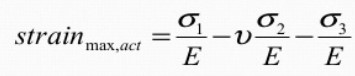 strain_max,act = σ₁/E − υ σ₂/E − σ₃/E